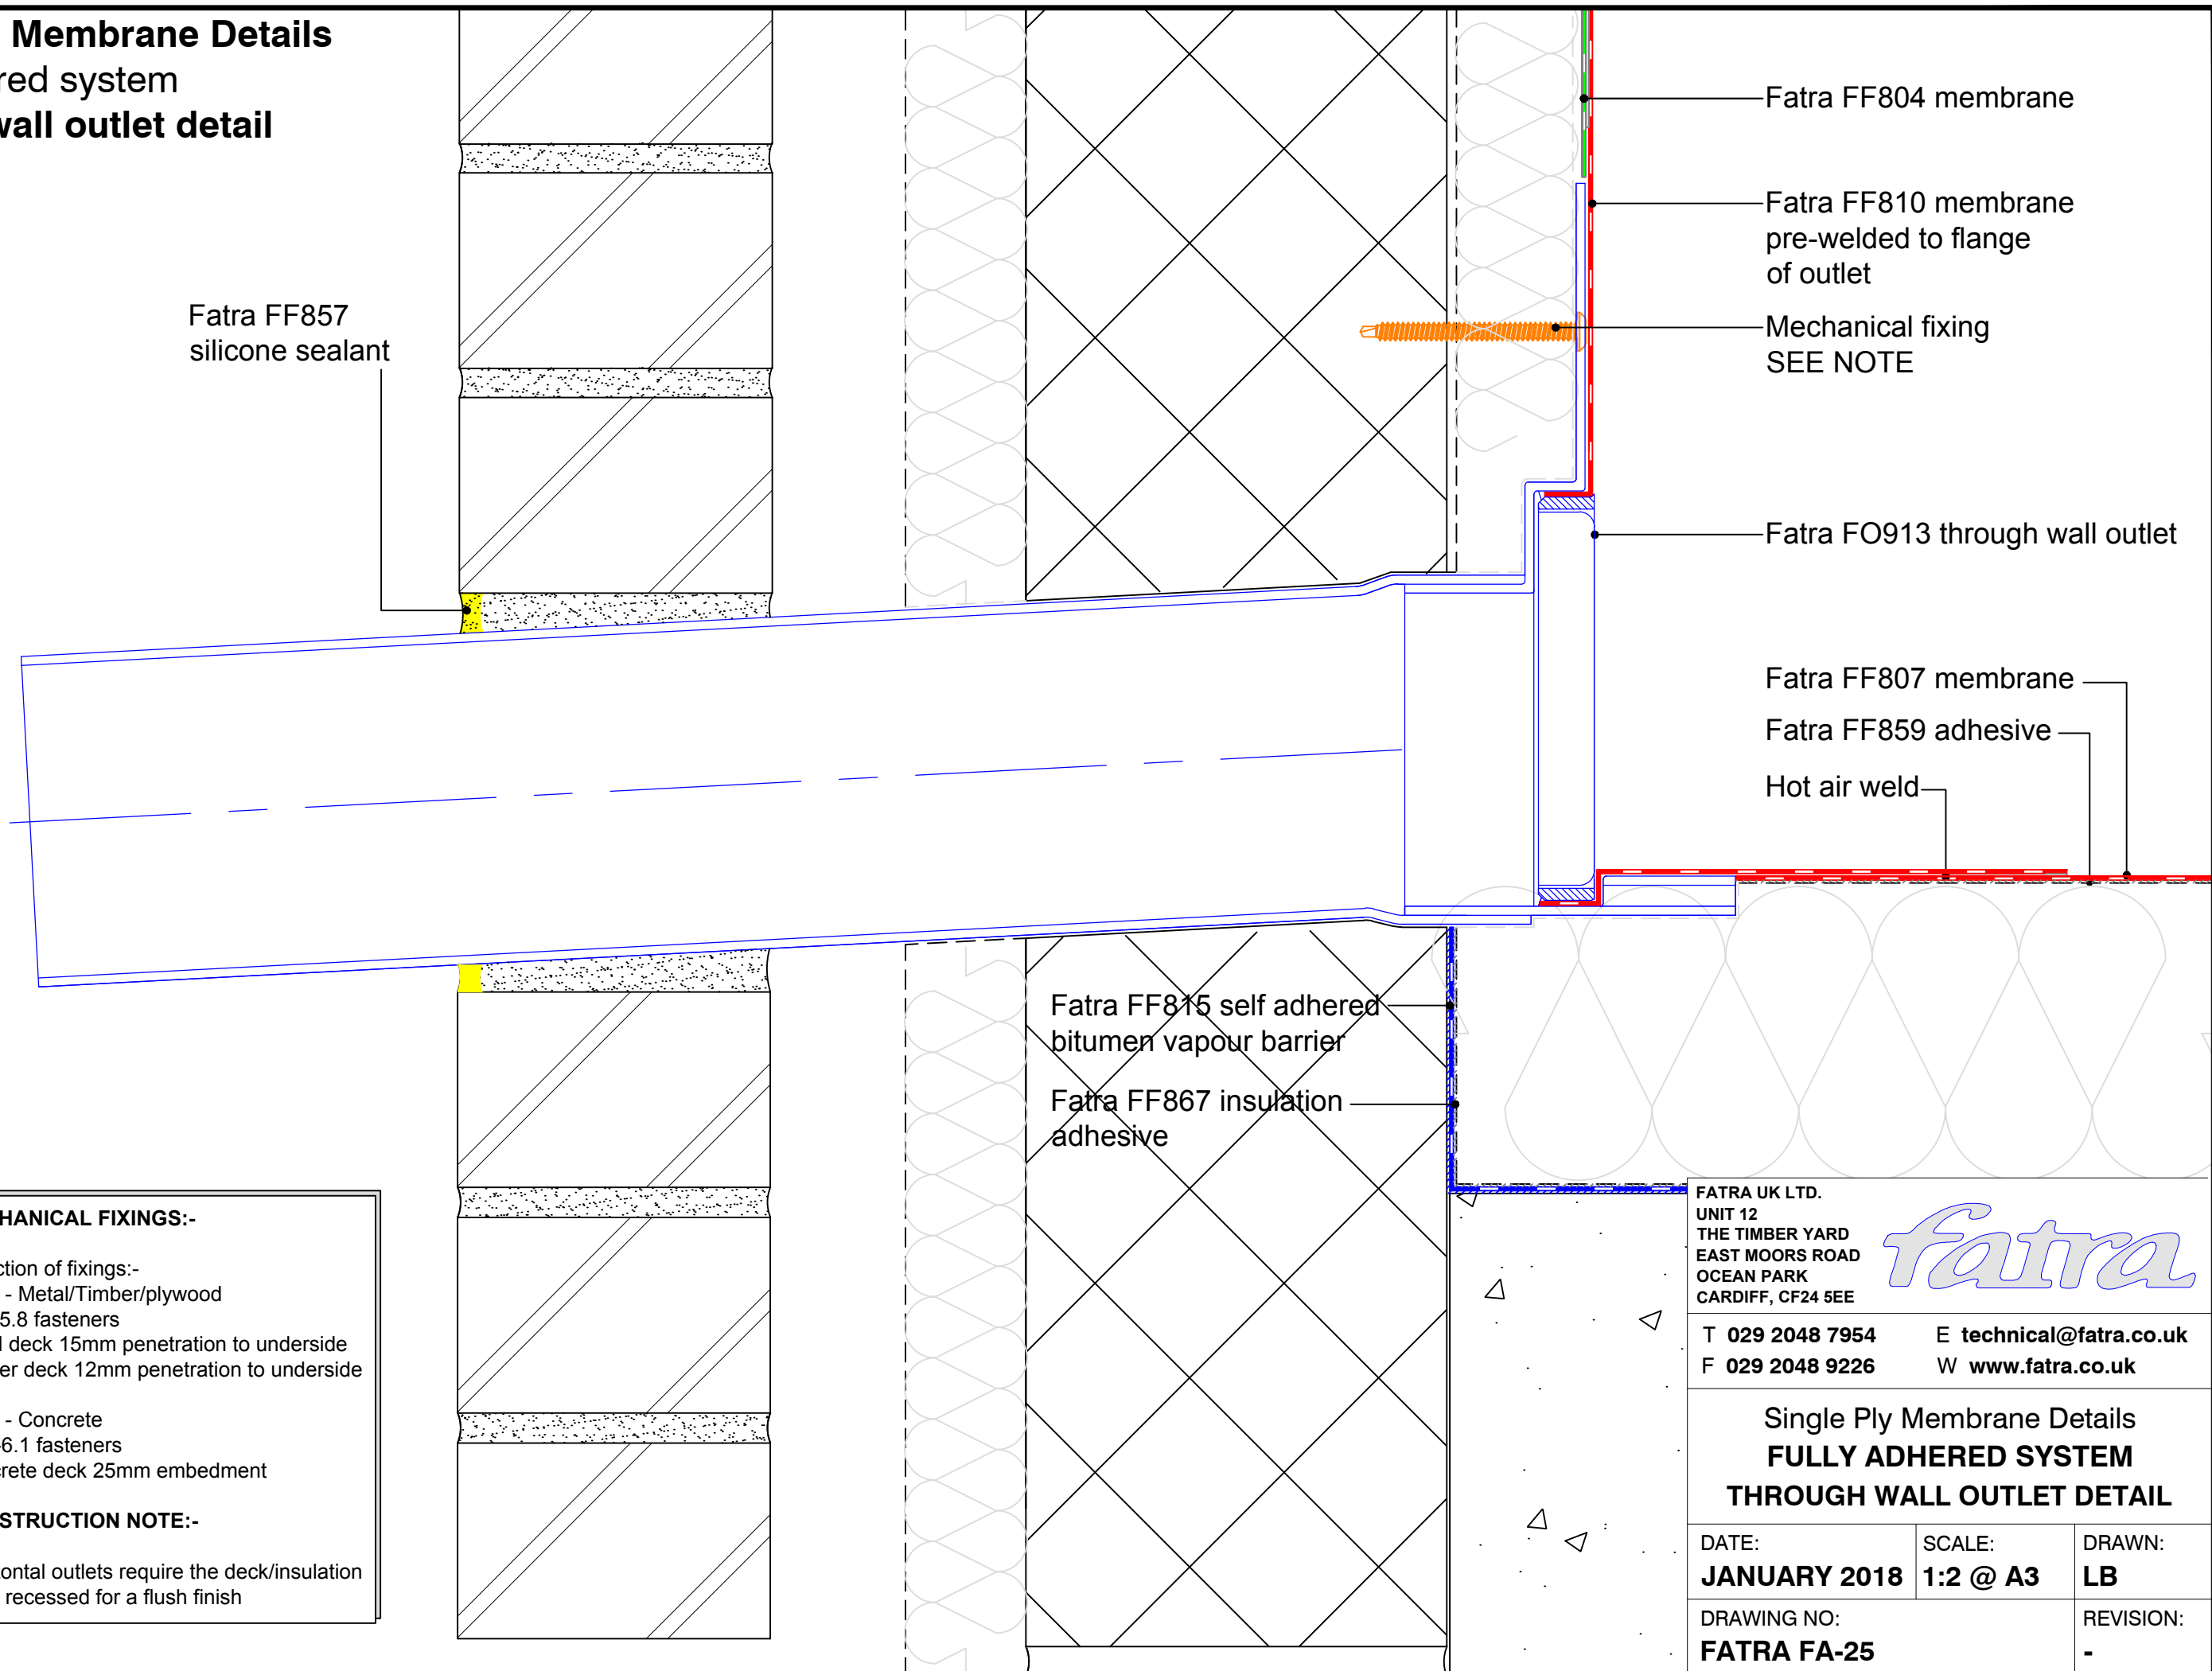 Membrane Details
red system
wall outlet detail
Fatra FF857
silicone sealant
Fatra FF804 membrane
Fatra FF810 membrane
pre-welded to flange
of outlet
Mechanical fixing
SEE NOTE
Fatra FO913 through wall outlet
Fatra FF807 membrane
Fatra FF859 adhesive
Hot air weld
Fatra FF815 self adhered
bitumen vapour barrier
Fatra FF867 insulation
adhesive
HANICAL FIXINGS:-
ction of fixings:-
- Metal/Timber/plywood
5.8 fasteners
l deck 15mm penetration to underside
er deck 12mm penetration to underside
- Concrete
-6.1 fasteners
crete deck 25mm embedment
STRUCTION NOTE:-
ontal outlets require the deck/insulation
recessed for a flush finish
FATRA UK LTD.
UNIT 12
THE TIMBER YARD
EAST MOORS ROAD
OCEAN PARK
CARDIFF, CF24 5EE
fatra
T 029 2048 7954 E technical@fatra.co.uk
F 029 2048 9226 W www.fatra.co.uk
Single Ply Membrane Details
FULLY ADHERED SYSTEM
THROUGH WALL OUTLET DETAIL
DATE: SCALE: DRAWN:
JANUARY 2018 1:2 @ A3 LB
DRAWING NO: REVISION:
FATRA FA-25 -